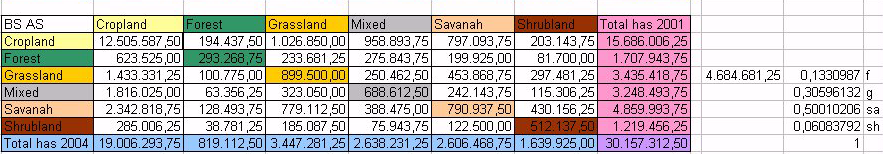 BS AS Cropland Forest Grassland Mixed Savanah Shrubland Total has 2001
Cropland 12.505.587,50 194.437,50 1.026.850,00 958.893,75 797.093,75 203.143,75 15.686.006,25
Forest 623.525,00 293.268,75 233.681,25 275.843,75 199.925,00 81.700,00 1.707.943,75
Grassland 1.433.331,25 100.775,00 899.500,00 250.462,50 453.868,75 297.481,25 3.435.418,75 4.684.681,25 0,1330987 f
Mixed 1.816.025,00 63.356,25 323.050,00 688.612,50 242.143,75 115.306,25 3.248.493,75 0,30596132 g
Savanah 2.342.818,75 128.493,75 779.112,50 388.475,00 790.937,50 430.156,25 4.859.993,75 0,50010206 sa
Shrubland 285.006,25 38.781,25 185.087,50 75.943,75 122.500,00 512.137,50 1.219.456,25 0,06083792 sh
Total has 2004 19.006.293,75 819.112,50 3.447.281,25 2.638.231,25 2.606.468,75 1.639.925,00 30.157.312,50 1